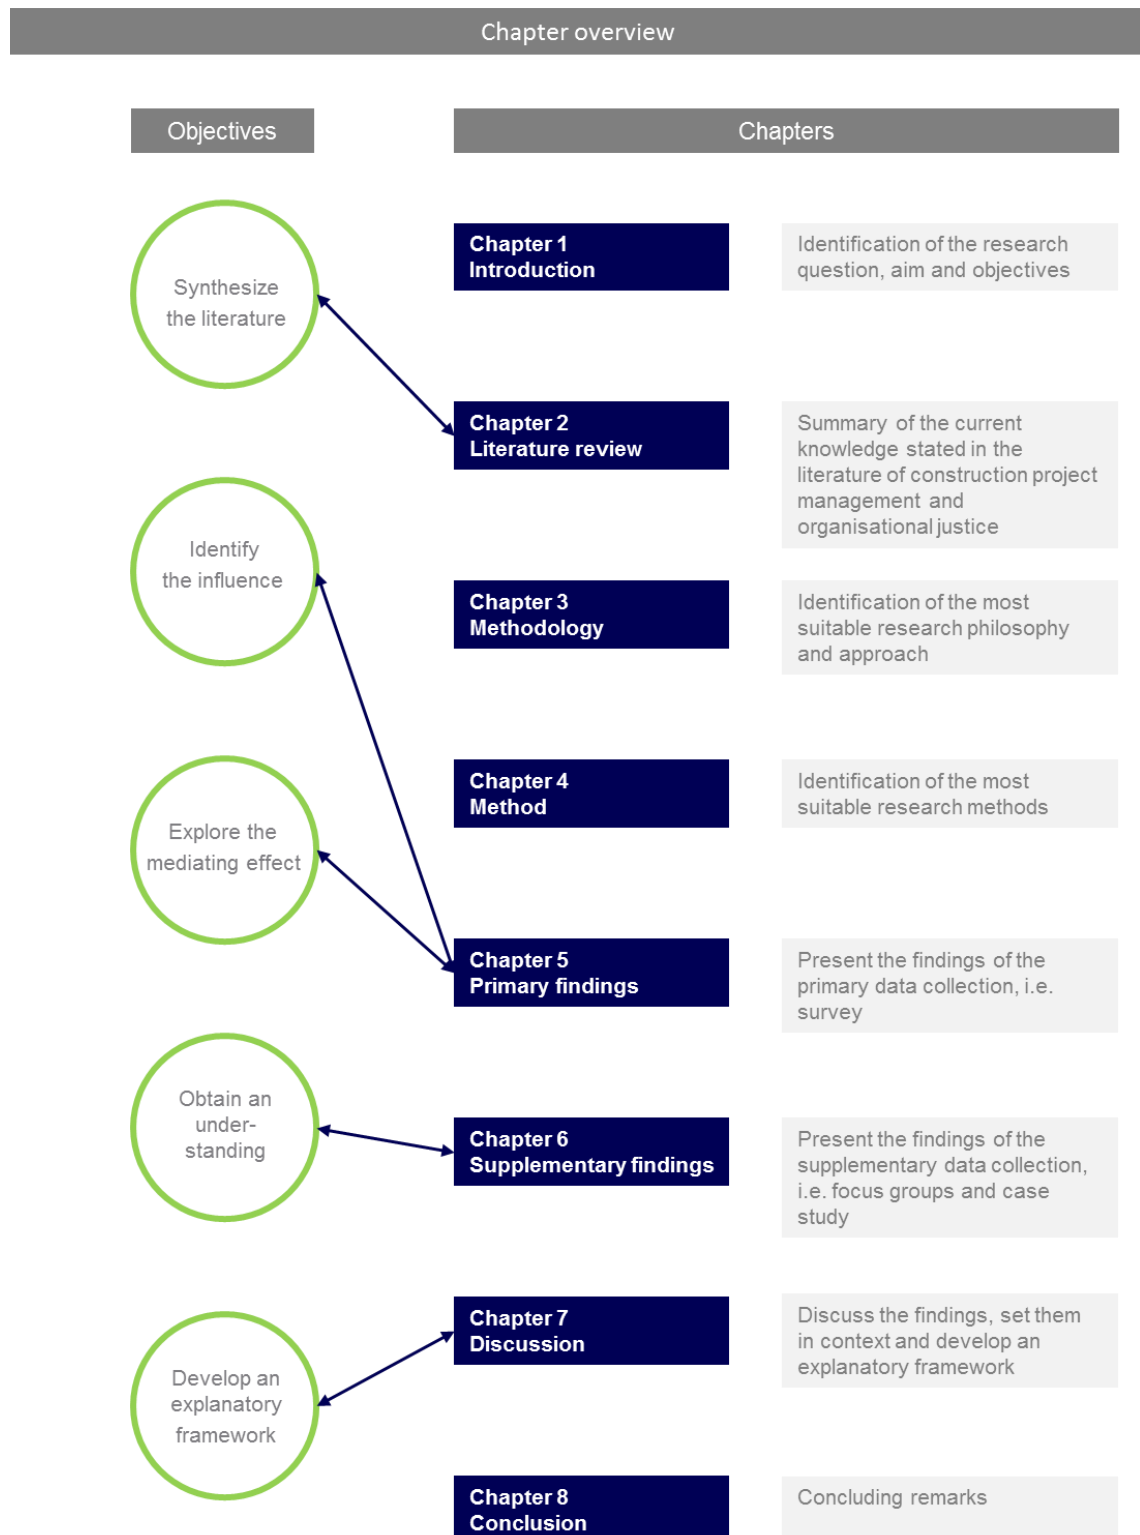 Chapter overview
Objectives
Chapters
Synthesize
the literature
Chapter 1
Introduction
Identification of the research
question, aim and objectives
Chapter 2
Literature review
Summary of the current
knowledge stated in the
literature of construction project
management and
organisational justice
Identify
the influence
Chapter 3
Methodology
Identification of the most
suitable research philosophy
and approach
Chapter 4
Method
Identification of the most
suitable research methods
Explore the
mediating effect
Chapter 5
Primary findings
Present the findings of the
primary data collection, i.e.
survey
Obtain an
under-
standing
Chapter 6
Supplementary findings
Present the findings of the
supplementary data collection,
i.e. focus groups and case
study
Chapter 7
Discussion
Discuss the findings, set them
in context and develop an
explanatory framework
Develop an
explanatory
framework
Chapter 8
Conclusion
Concluding remarks